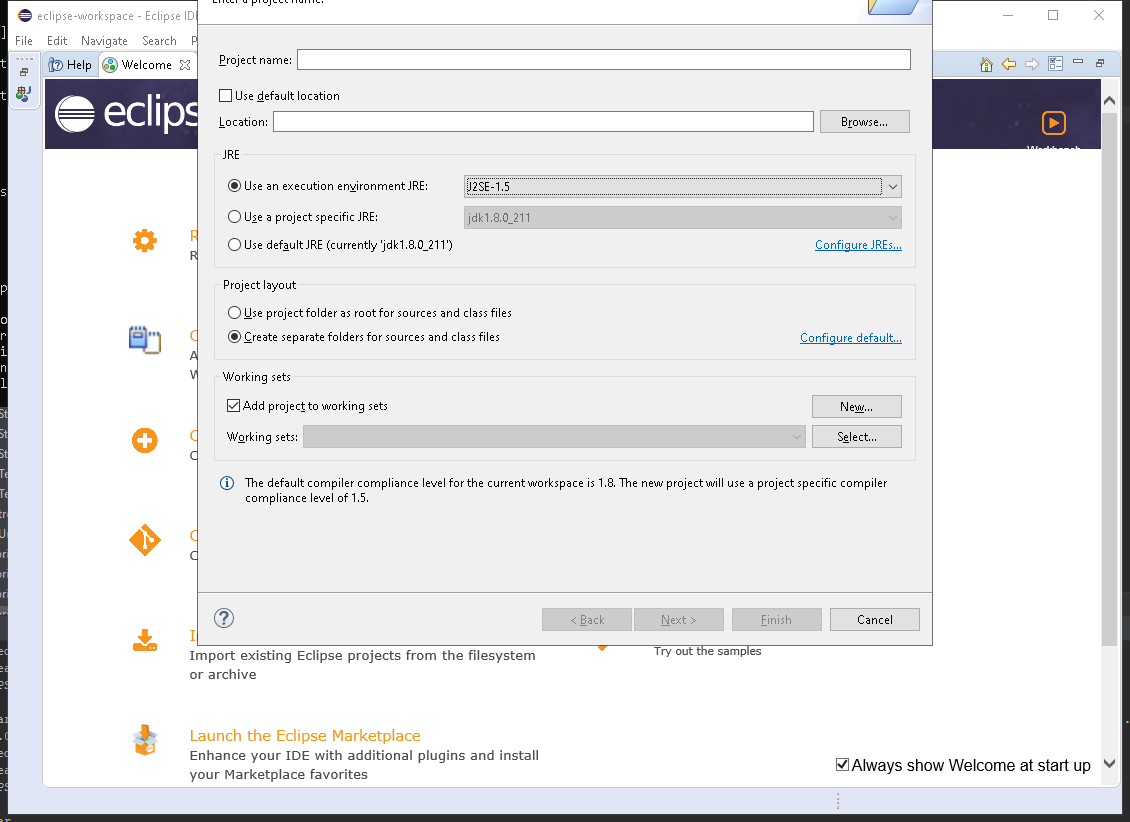 Enter a project name.
eclipse-workspace - Eclipse IDE
File Edit Navigate Search P
Project name:
Help Welcome
Use default location
Location: Browse...
eclips
JRE
Use an execution environment JRE: J2SE-1.5
Use a project specific JRE: jdk1.8.0_211
Use default JRE (currently 'jdk1.8.0_211') Configure JREs...
Project layout
Use project folder as root for sources and class files
Create separate folders for sources and class files Configure default...
Working sets
Add project to working sets New...
Working sets: Select...
The default compiler compliance level for the current workspace is 1.8. The new project will use a project specific compiler
compliance level of 1.5.
< Back Next > Finish Cancel
Import existing Eclipse projects from the filesystem
or archive
Try out the samples
Launch the Eclipse Marketplace
Enhance your IDE with additional plugins and install
your Marketplace favorites
Always show Welcome at start up